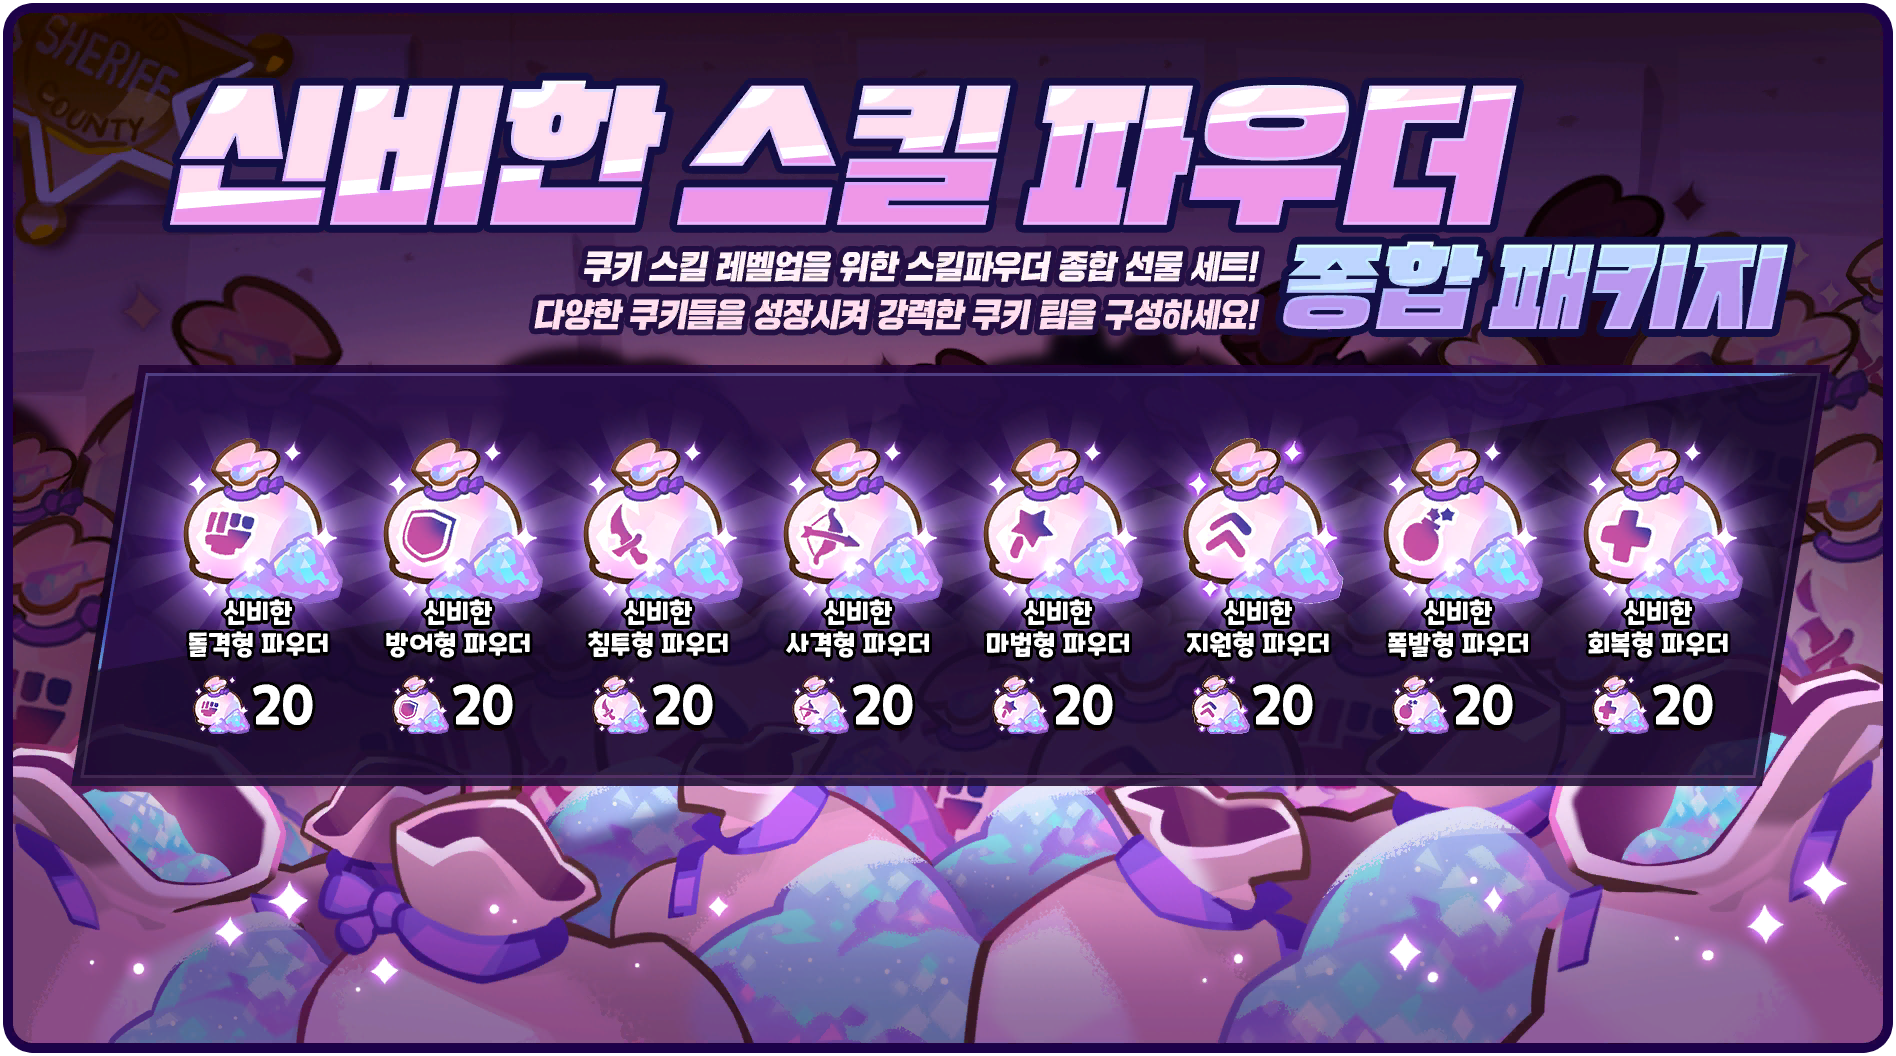 SHERIFF
COUNTY
신비한 스킬 파우더
쿠키 스킬 레벨업을 위한 스킬파우더 종합 선물 세트!
다양한 쿠키들을 성장시켜 강력한 쿠키 팀을 구성하세요!
종합 패키지
신비한
돌격형 파우더
20
신비한
방어형 파우더
20
신비한
침투형 파우더
20
신비한
사격형 파우더
20
신비한
마법형 파우더
20
신비한
지원형 파우더
20
신비한
폭발형 파우더
20
신비한
회복형 파우더
20